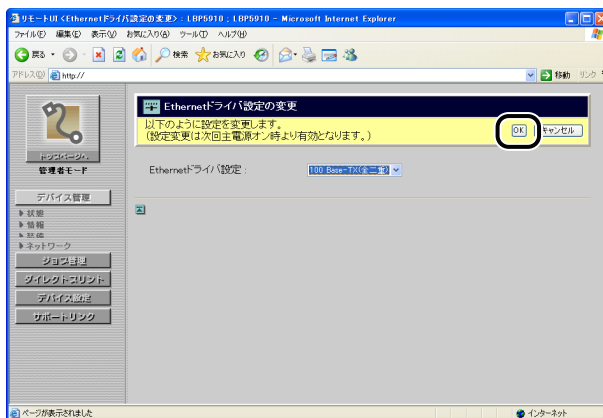 リモートUI <Ethernetドライバ設定の変更> : LBP5910 ; LBP5910 - Microsoft Internet Explorer
ファイル(F) 編集(E) 表示(V) お気に入り(A) ツール(T) ヘルプ(H)
戻る 検索 お気に入り
アドレス(D) http:// 移動 リンク
Ethernetドライバ設定の変更
以下のように設定を変更します。
(設定変更は次回主電源オン時より有効となります。)
OK キャンセル
トップページへ
管理者モード
Ethernetドライバ設定 : 100 Base-TX(全二重)
デバイス管理
状態
情報
ネットワーク
ジョブ管理
ダイレクトプリント
デバイス設定
サポートリンク
ページが表示されました インターネット